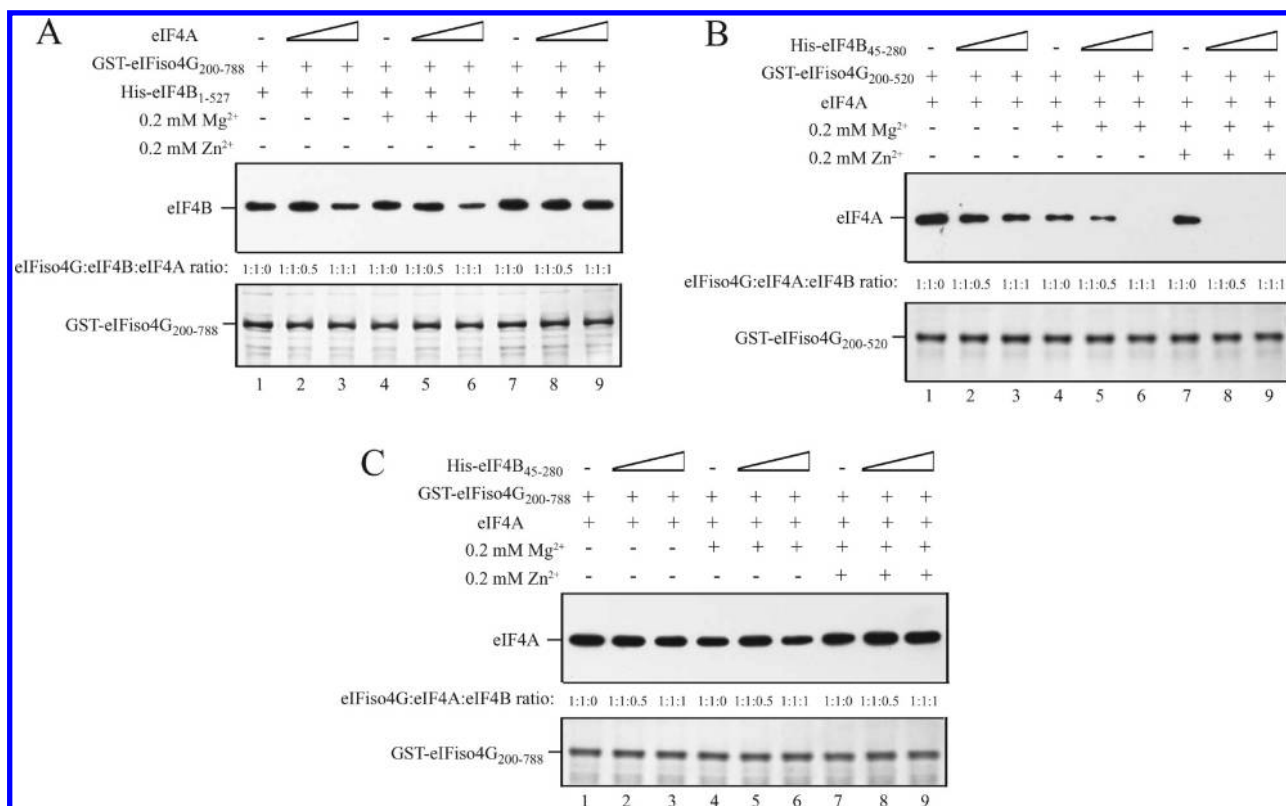 A
eIF4A - -  -
GST-eIFiso4G200-788 + + + + + + + + +
His-eIF4B1-527 + + + + + + + + +
0.2 mM Mg2+ - - - + + + + + +
0.2 mM Zn2+ - - - - - - + + +
eIF4B
eIFiso4G:eIF4B:eIF4A ratio: 1:1:0 1:1:0.5 1:1:1 1:1:0 1:1:0.5 1:1:1 1:1:0 1:1:0.5 1:1:1
GST-eIFiso4G200-788
1 2 3 4 5 6 7 8 9
B
His-eIF4B45-280 - - -
GST-eIFiso4G200-520 + + + + + + + + +
eIF4A + + + + + + + + +
0.2 mM Mg2+ - - - + + + + + +
0.2 mM Zn2+ - - - - - - + + +
eIF4A
eIFiso4G:eIF4A:eIF4B ratio: 1:1:0 1:1:0.5 1:1:1 1:1:0 1:1:0.5 1:1:1 1:1:0 1:1:0.5 1:1:1
GST-eIFiso4G200-520
1 2 3 4 5 6 7 8 9
C
His-eIF4B45-280 - - -
GST-eIFiso4G200-788 + + + + + + + + +
eIF4A + + + + + + + + +
0.2 mM Mg2+ - - - + + + + + +
0.2 mM Zn2+ - - - - - - + + +
eIF4A
eIFiso4G:eIF4A:eIF4B ratio: 1:1:0 1:1:0.5 1:1:1 1:1:0 1:1:0.5 1:1:1 1:1:0 1:1:0.5 1:1:1
GST-eIFiso4G200-788
1 2 3 4 5 6 7 8 9